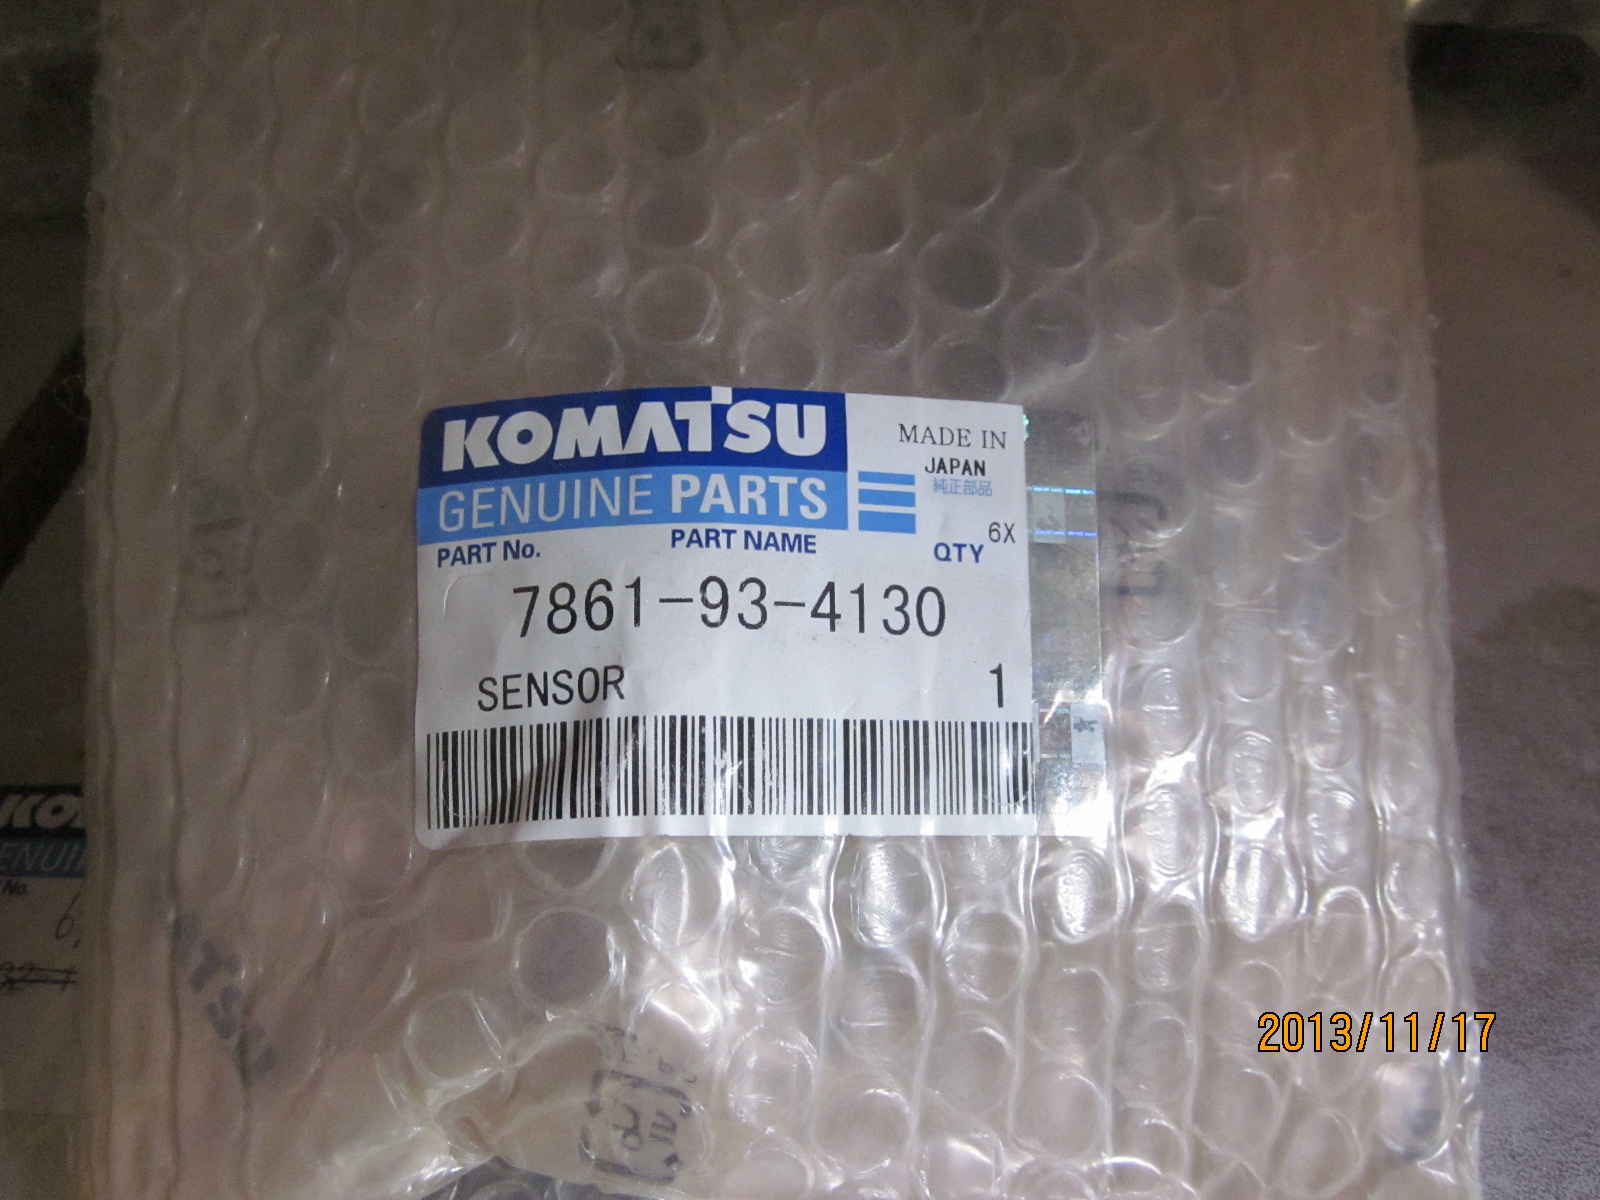 KOMATSU
GENUINE PARTS
MADE IN
JAPAN
純正部品
PART No.
PART NAME
QTY
6X
7861-93-4130
SENSOR
1
2013/11/17